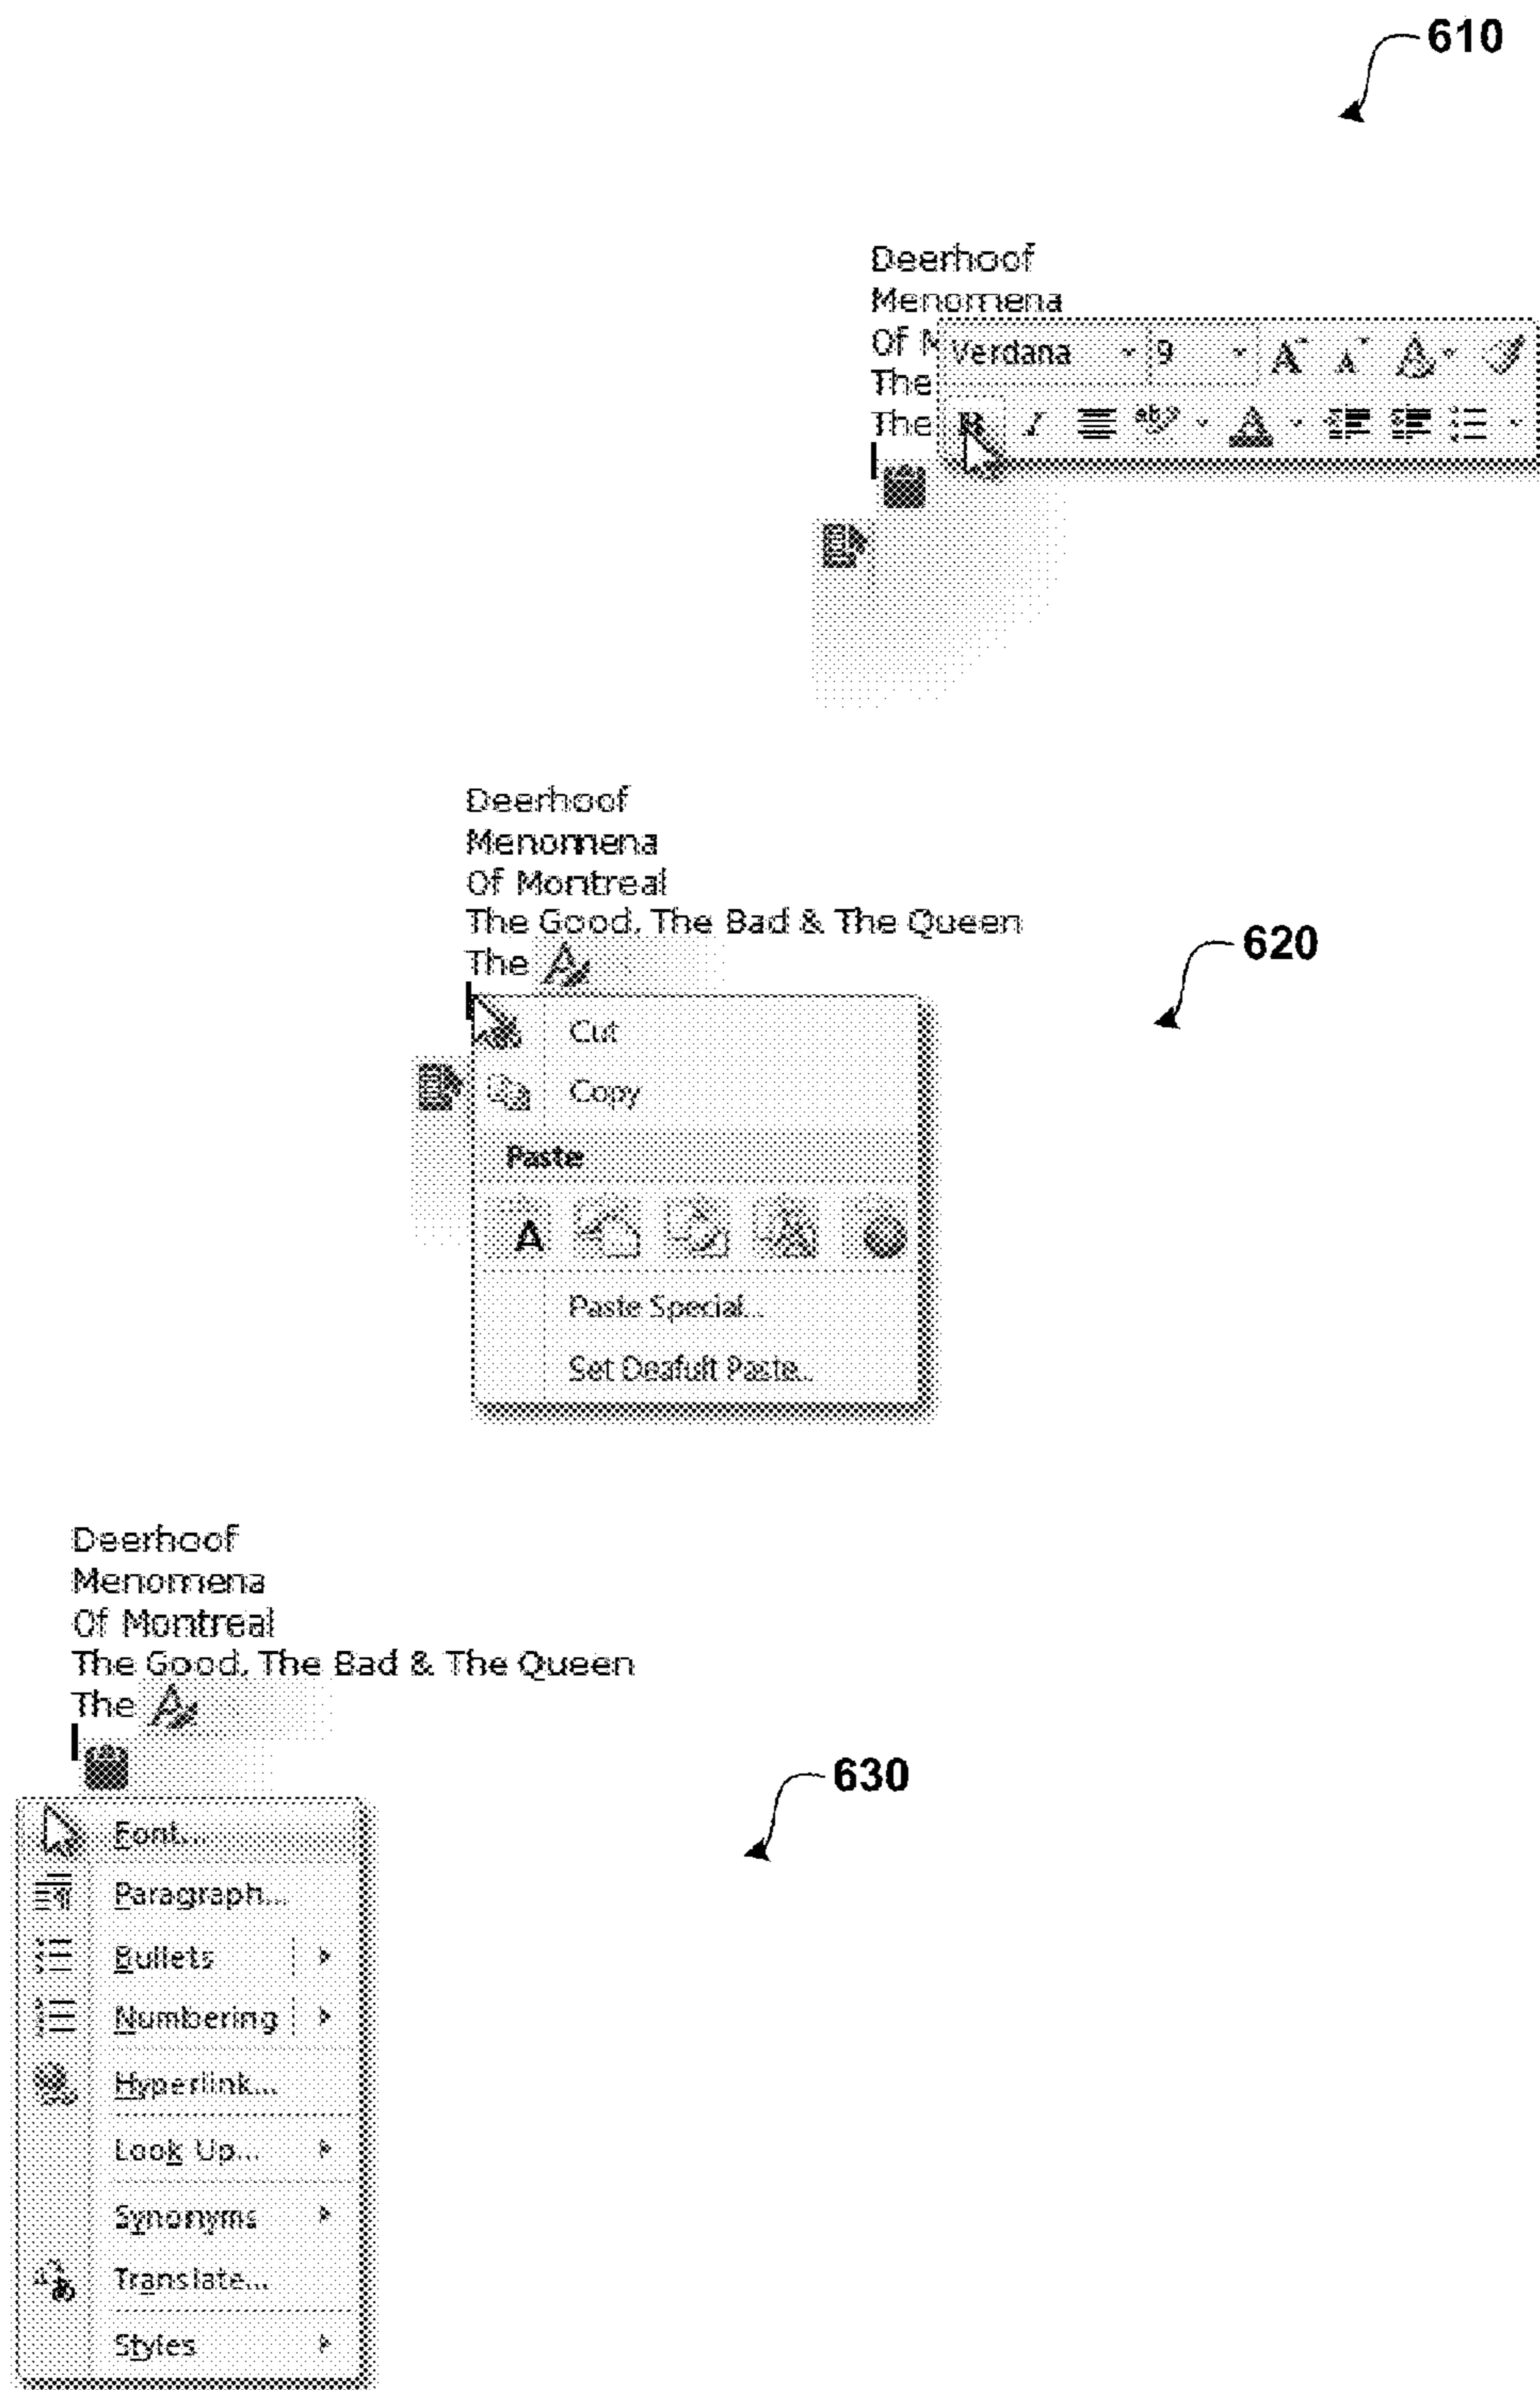 610
Deerhoof
Menomena
Of M
Verdana 9
The
The B I ab A
Deerhoof
Menomena
Of Montreal
The Good, The Bad & The Queen
The A
620
Cut
Copy
Paste
A
Paste Special...
Set Deafult Paste...
Deerhoof
Menomena
Of Montreal
The Good, The Bad & The Queen
The A
630
Font...
Paragraph...
Bullets
Numbering
Hyperlink...
Look Up...
Synonyms
Translate...
Styles